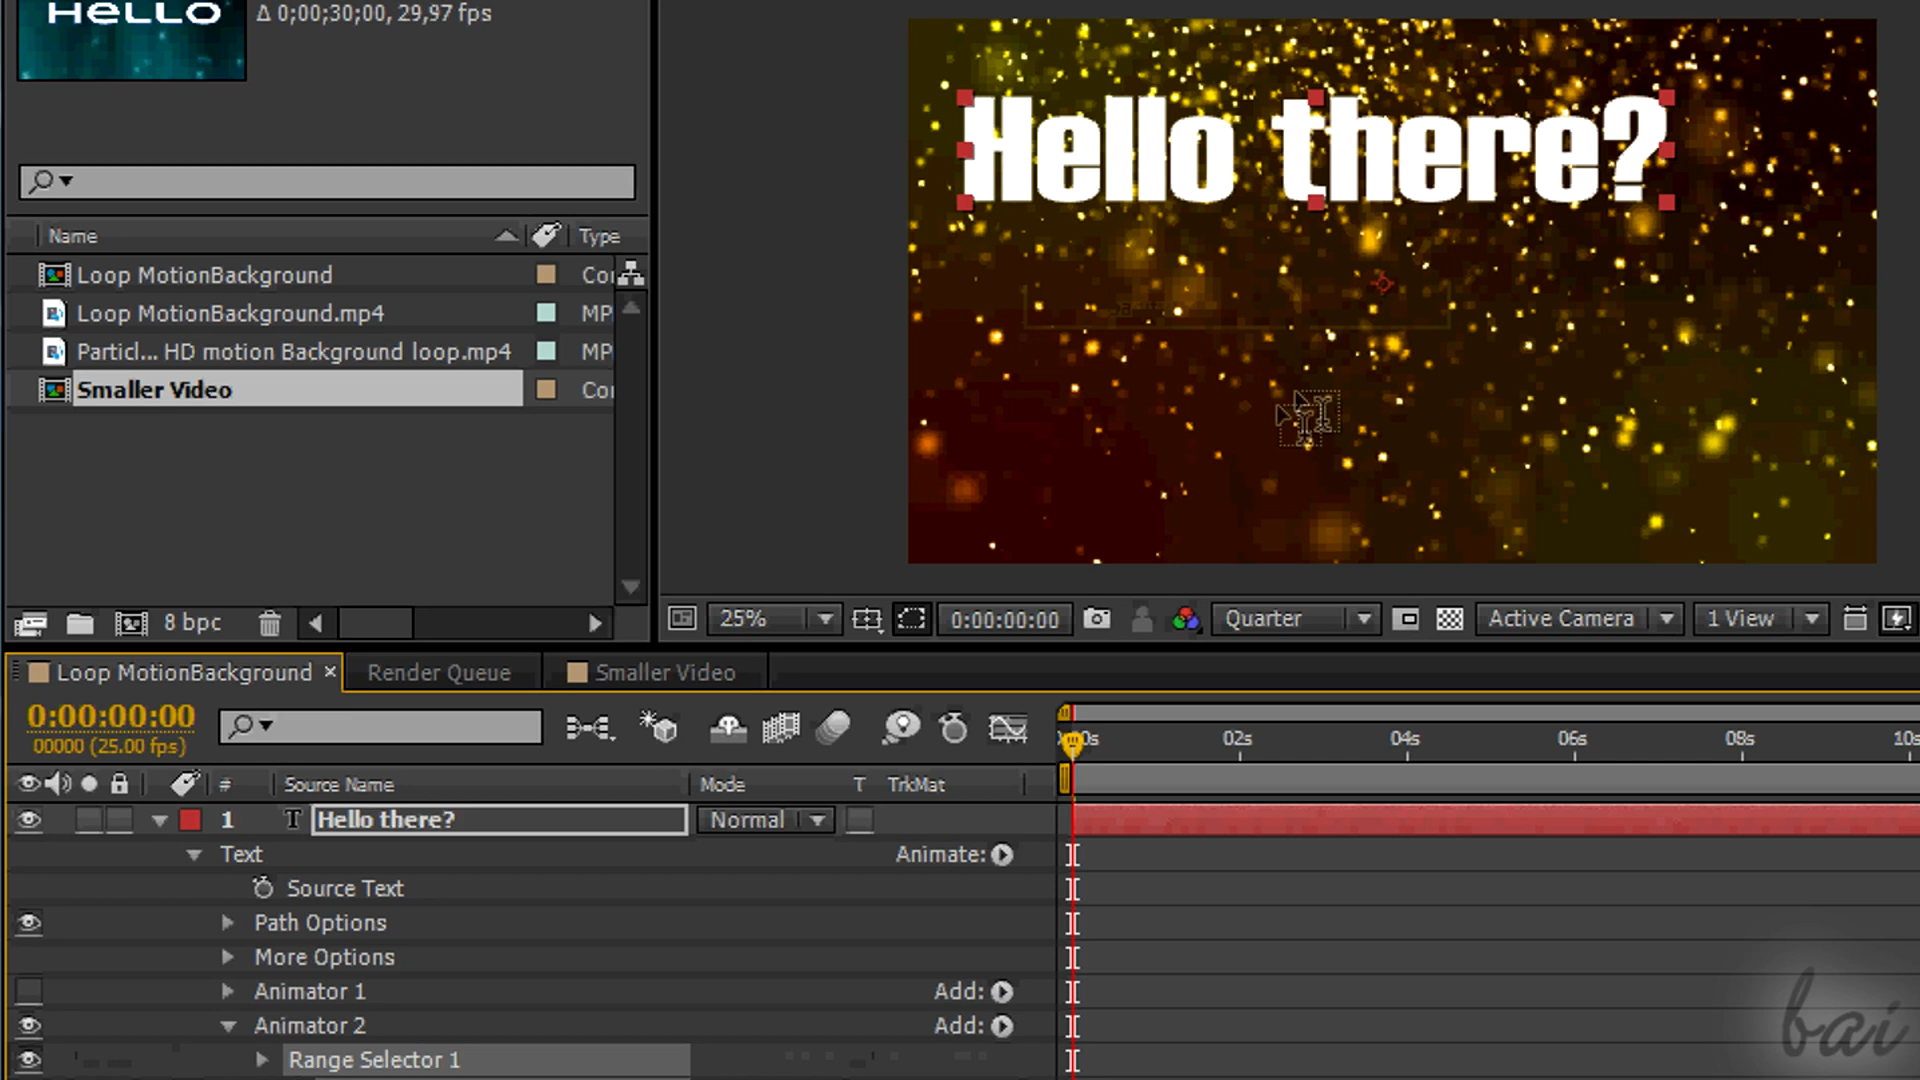 HeLLO
Δ 0;00;30;00, 29,97 fps
Hello there?
Name Type
Loop MotionBackground Co
Loop MotionBackground.mp4 MP
Particl... HD motion Background loop.mp4 MP
Smaller Video Co
8 bpc
25% 0:00:00:00 Quarter Active Camera 1 View
Loop MotionBackground × Render Queue Smaller Video
0:00:00:00
00000 (25.00 fps)
02s 04s 06s 08s 10s
# Source Name Mode T TrkMat
1 T Hello there? Normal
Text Animate:
Source Text
Path Options
More Options
Animator 1 Add:
Animator 2 Add:
Range Selector 1
bai